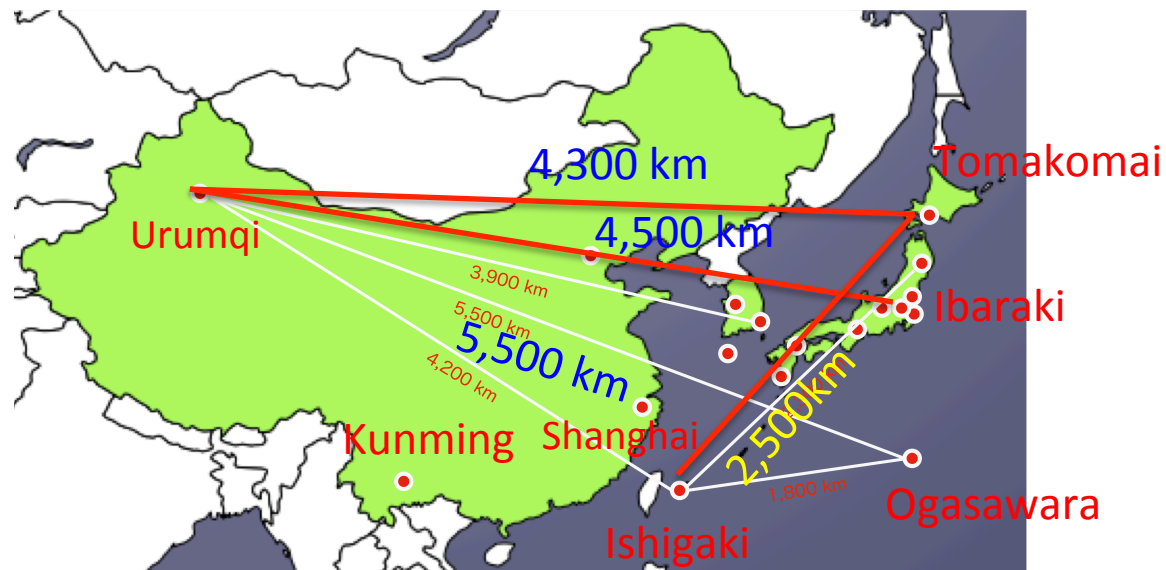 4,300 km
Tomakomai
Urumqi
4,500 km
3,900 km
Ibaraki
5,500 km
5,500 km
4,200 km
2,500km
Kunming
Shanghai
1,800 km
Ogasawara
Ishigaki